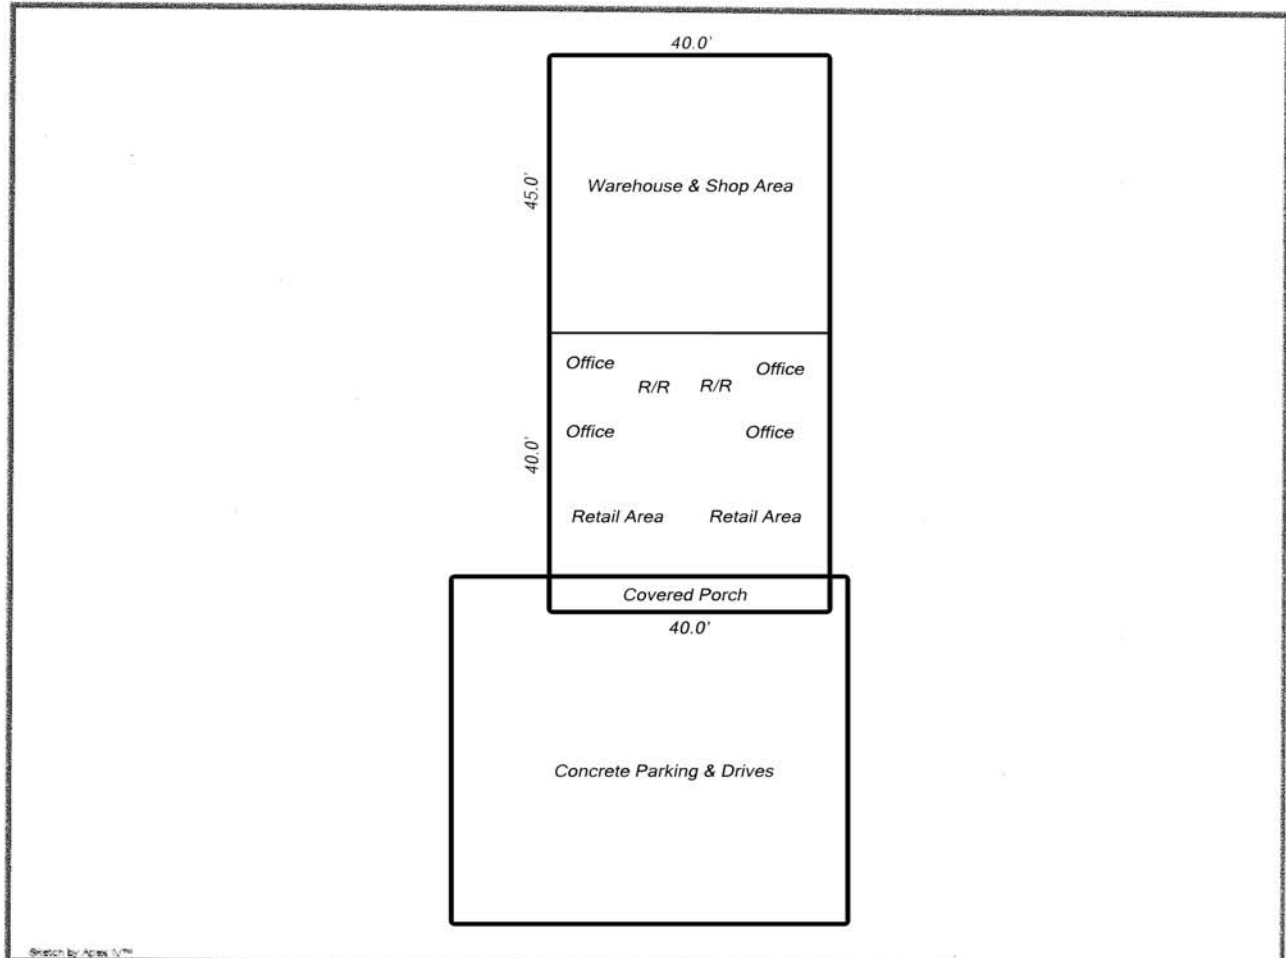 40.0'
45.0'
Warehouse & Shop Area
Office
Office
R/R R/R
Office
Office
40.0'
Retail Area
Retail Area
Covered Porch
40.0'
Concrete Parking & Drives
Sketch by Apex IV™